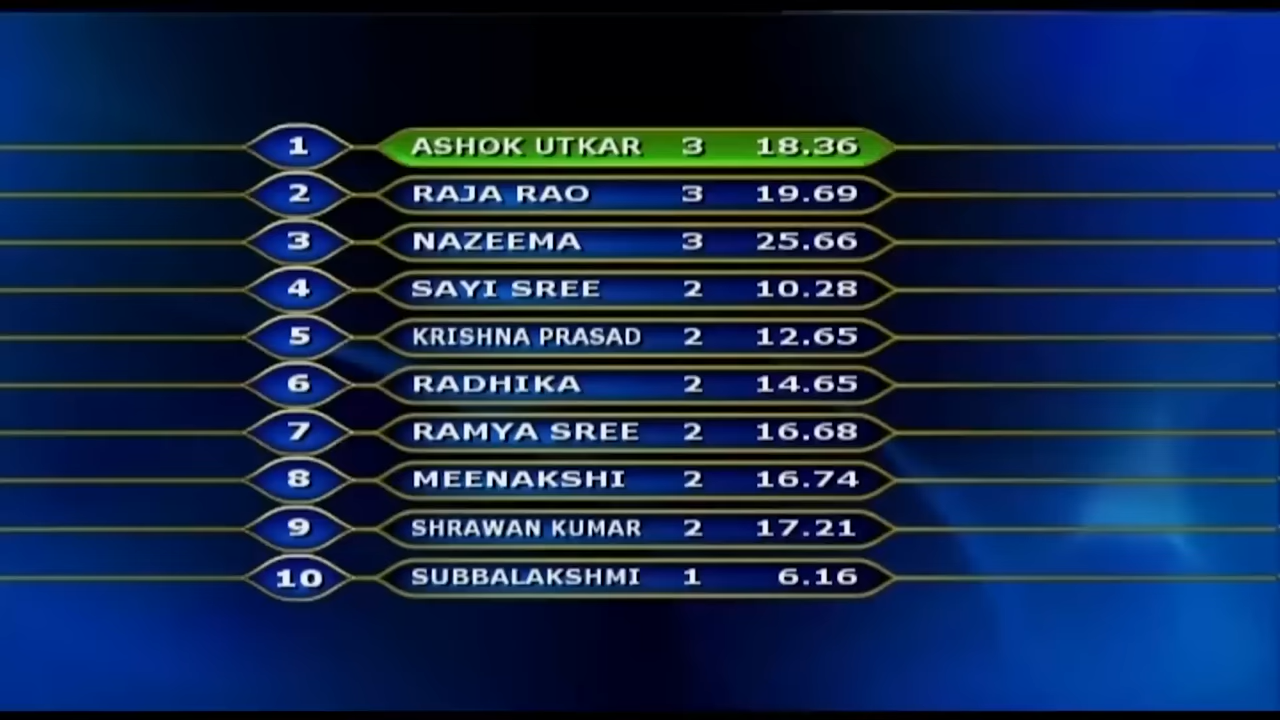 1 ASHOK UTKAR 3 18.36
2 RAJA RAO 3 19.69
3 NAZEEMA 3 25.66
4 SAYI SREE 2 10.28
5 KRISHNA PRASAD 2 12.65
6 RADHIKA 2 14.65
7 RAMYA SREE 2 16.68
8 MEENAKSHI 2 16.74
9 SHRAWAN KUMAR 2 17.21
10 SUBBALAKSHMI 1 6.16